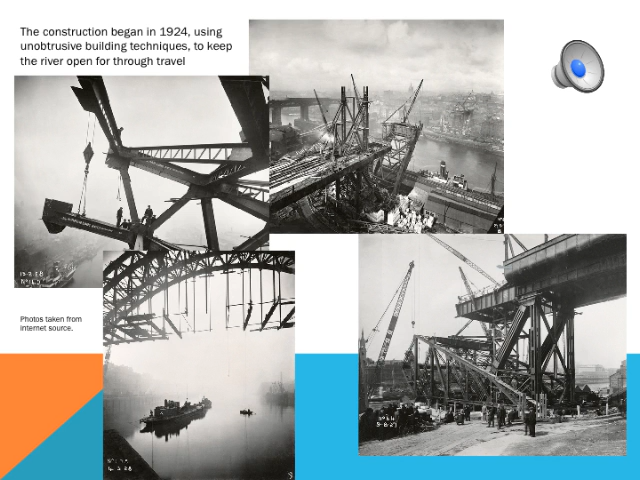 The construction began in 1924, using
unobtrusive building techniques, to keep
the river open for through travel
Photos taken from
internet source.